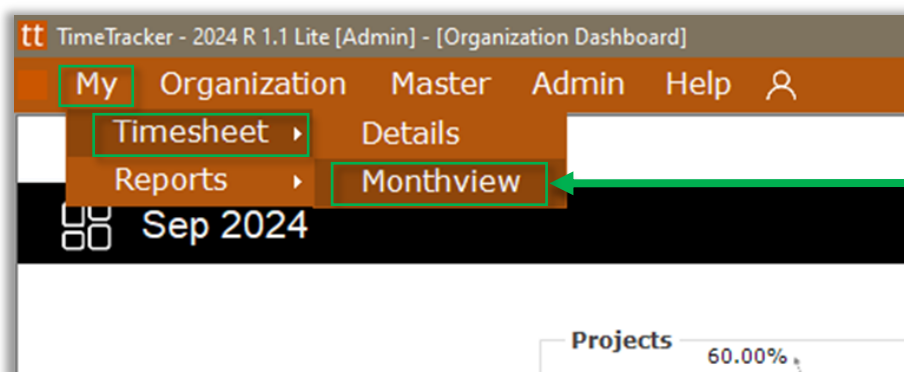 tt TimeTracker - 2024 R 1.1 Lite [Admin] - [Organization Dashboard]
My Organization Master Admin Help
Timesheet Details
Reports Monthview
Sep 2024
Projects
60.00%